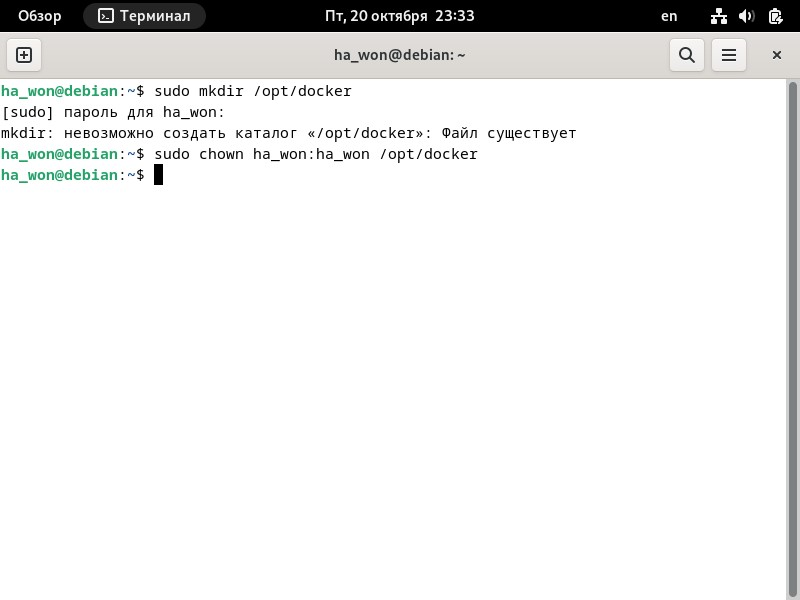 Обзор
Терминал
Пт, 20 октября 23:33
en
ha_won@debian: ~
ha_won@debian:~$ sudo mkdir /opt/docker
[sudo] пароль для ha_won:
mkdir: невозможно создать каталог «/opt/docker»: Файл существует
ha_won@debian:~$ sudo chown ha_won:ha_won /opt/docker
ha_won@debian:~$